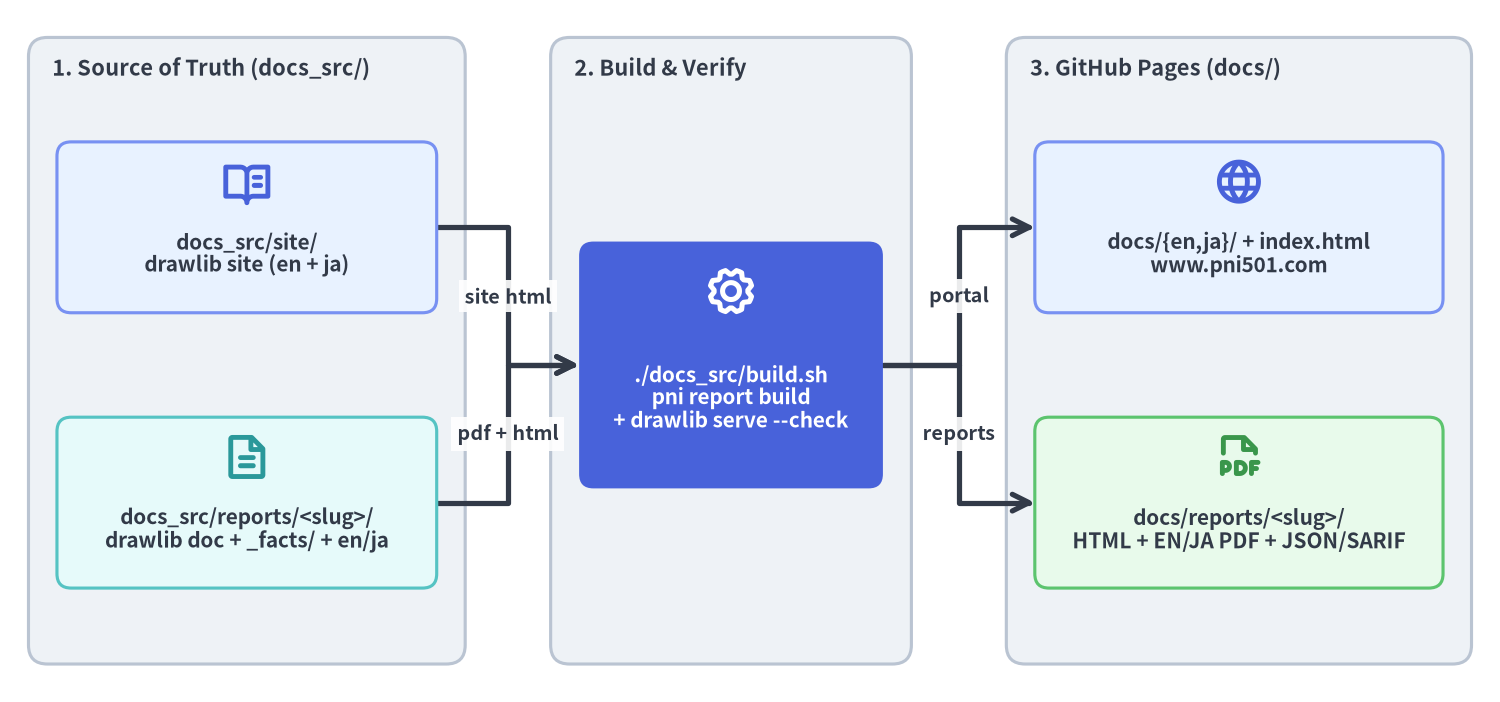 1. Source of Truth (docs_src/)
docs_src/site/
drawlib site (en + ja)
docs_src/reports/<slug>/
drawlib doc + _facts/ + en/ja
site html
pdf + html
2. Build & Verify
./docs_src/build.sh
pni report build
+ drawlib serve --check
portal
reports
3. GitHub Pages (docs/)
docs/{en,ja}/ + index.html
www.pni501.com
PDF
docs/reports/<slug>/
HTML + EN/JA PDF + JSON/SARIF